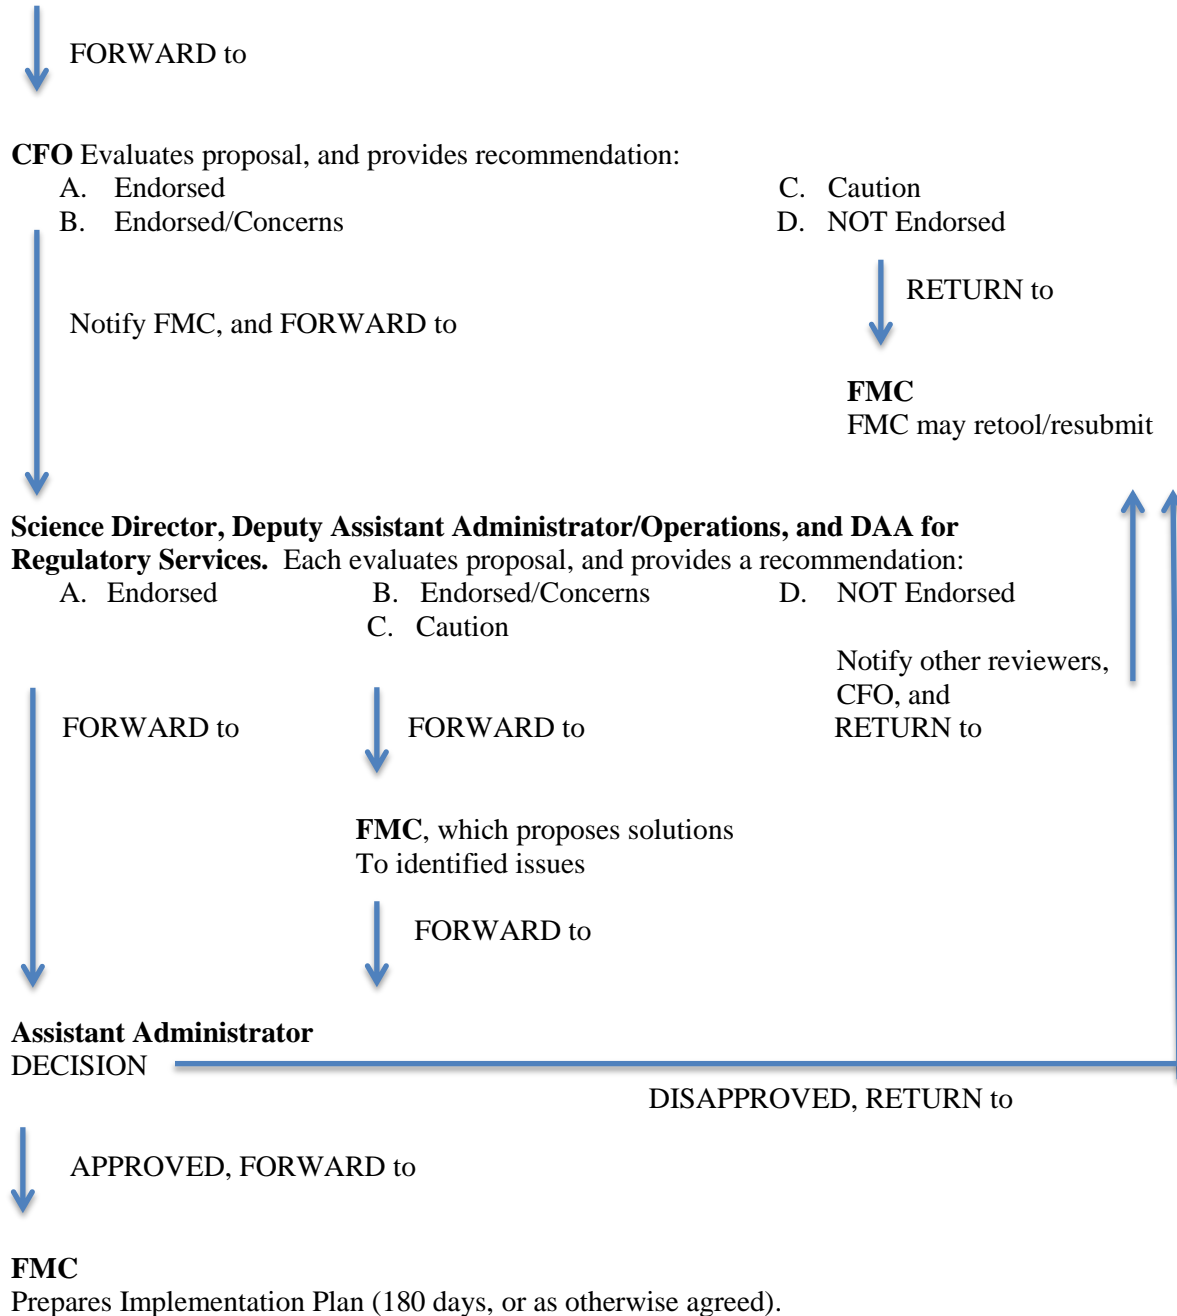 FORWARD to
CFO Evaluates proposal, and provides recommendation:
A. Endorsed
C. Caution
B. Endorsed/Concerns
D. NOT Endorsed
RETURN to
Notify FMC, and FORWARD to
FMC
FMC may retool/resubmit
Science Director, Deputy Assistant Administrator/Operations, and DAA for
Regulatory Services. Each evaluates proposal, and provides a recommendation:
A. Endorsed
B. Endorsed/Concerns
D. NOT Endorsed
C. Caution
Notify other reviewers,
CFO, and
FORWARD to
FORWARD to
RETURN to
FMC, which proposes solutions
To identified issues
FORWARD to
Assistant Administrator
DECISION
DISAPPROVED, RETURN to
APPROVED, FORWARD to
FMC
Prepares Implementation Plan (180 days, or as otherwise agreed).